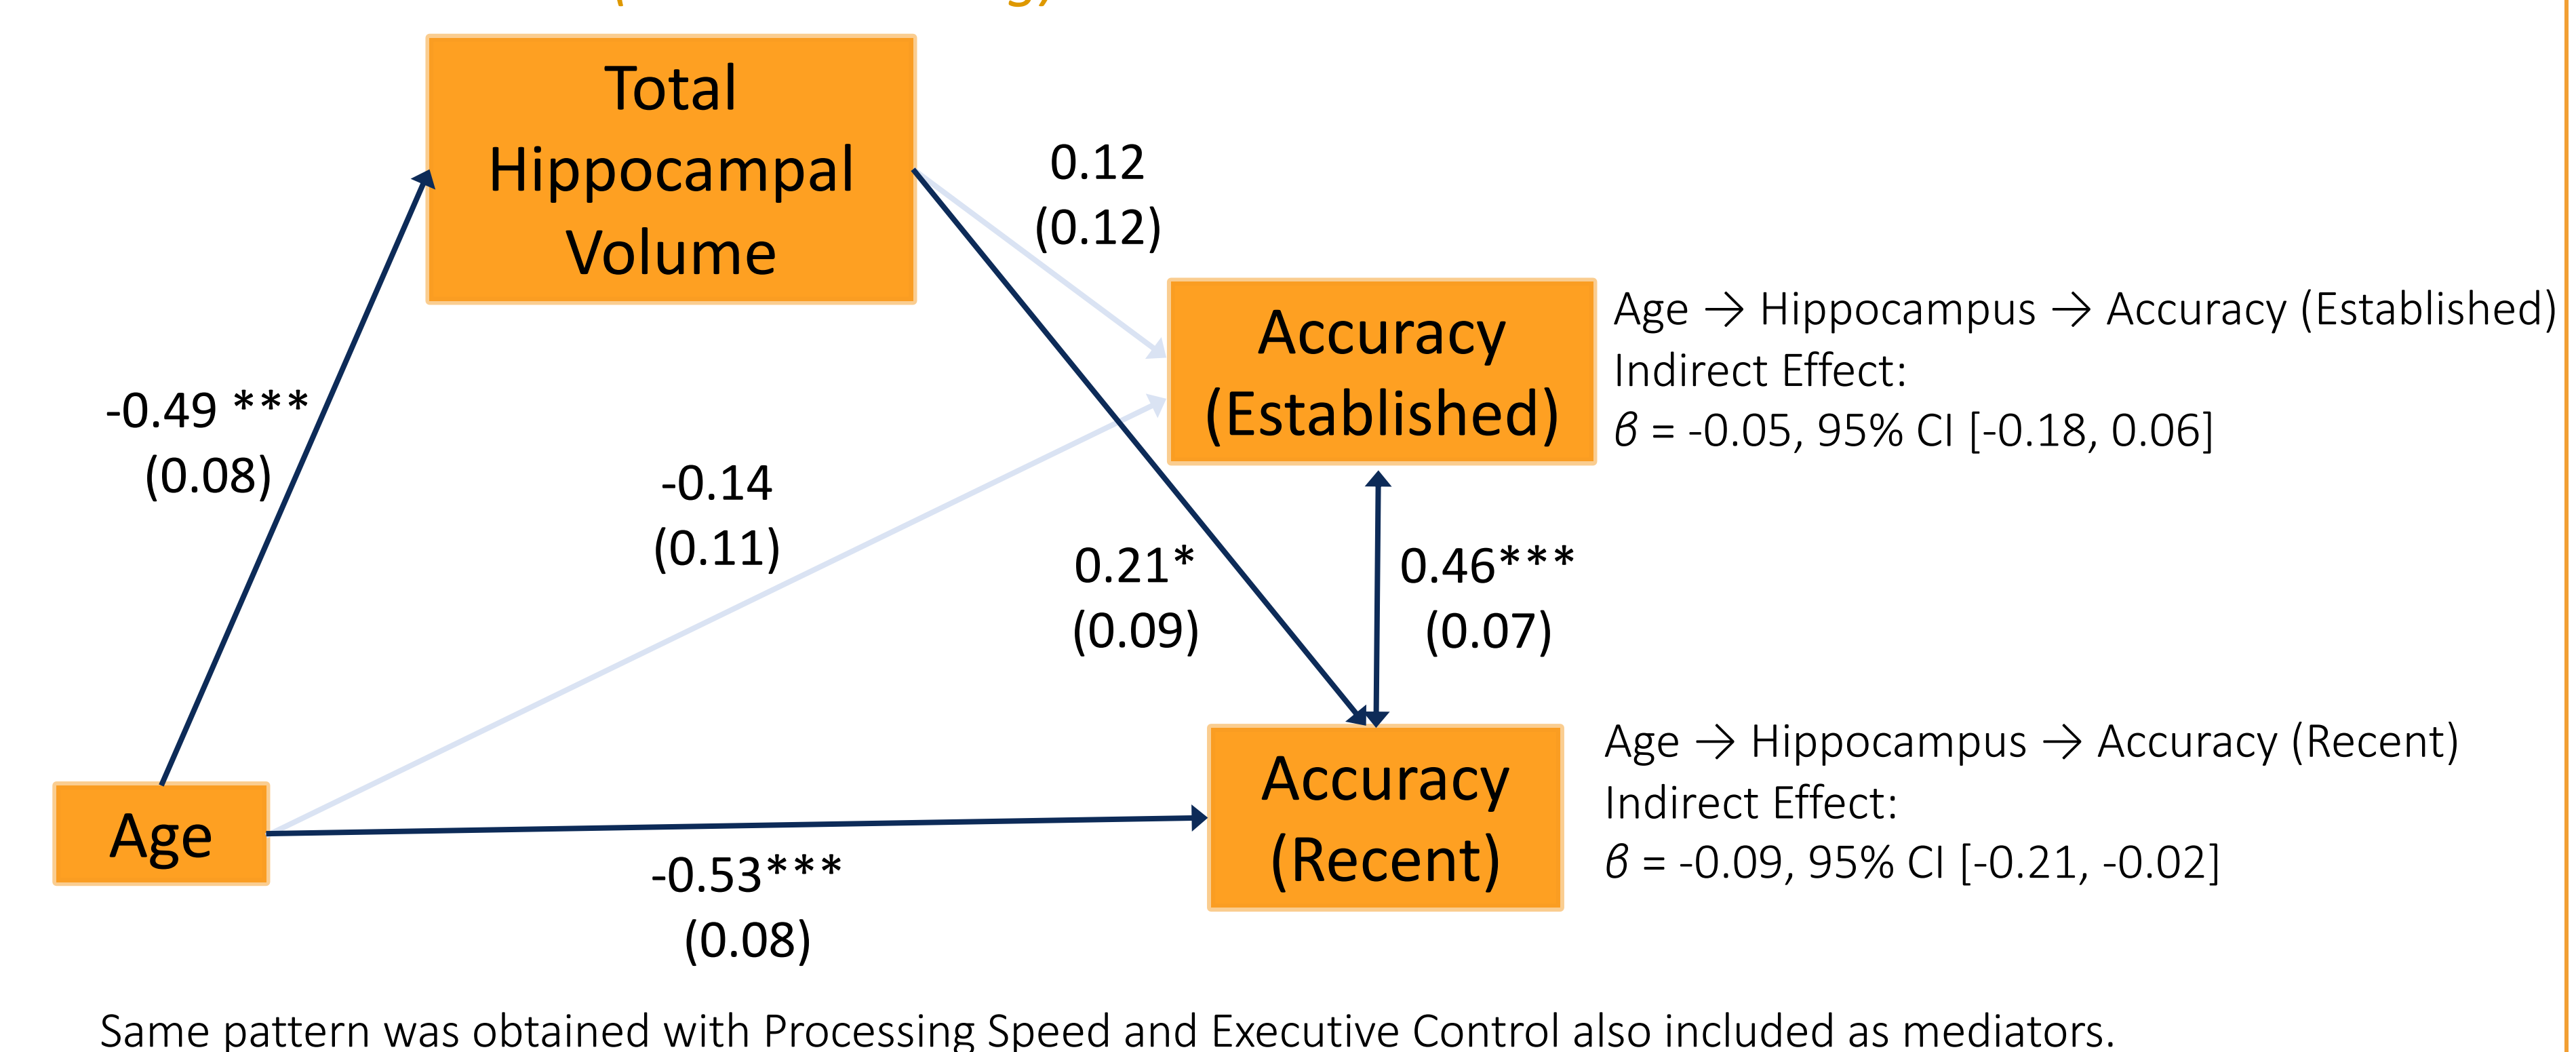 Total
Hippocampal
Volume
0.12
(0.12)
Accuracy
(Established)
Age → Hippocampus → Accuracy (Established)
Indirect Effect:
β = -0.05, 95% CI [-0.18, 0.06]
-0.49 ***
(0.08)
-0.14
(0.11)
0.21*
(0.09)
0.46***
(0.07)
Age
-0.53***
(0.08)
Accuracy
(Recent)
Age → Hippocampus → Accuracy (Recent)
Indirect Effect:
β = -0.09, 95% CI [-0.21, -0.02]
Same pattern was obtained with Processing Speed and Executive Control also included as mediators.